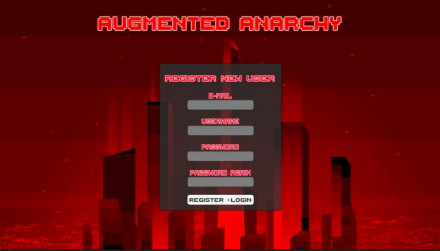 AUGMENTED ANARCHY
REGISTER NEW USER
E-MAIL
USERNAME
PASSWORD
PASSWORD AGAIN
REGISTER +LOGIN